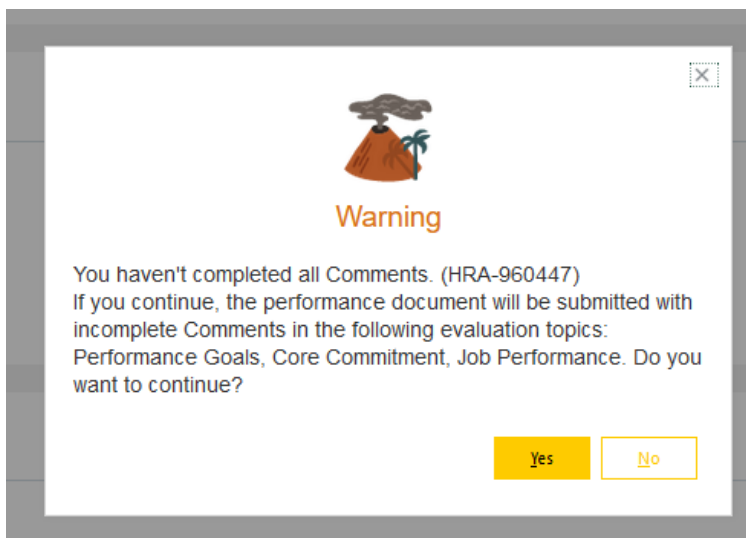 Warning
You haven't completed all Comments. (HRA-960447)
If you continue, the performance document will be submitted with
incomplete Comments in the following evaluation topics:
Performance Goals, Core Commitment, Job Performance. Do you
want to continue?
Yes No